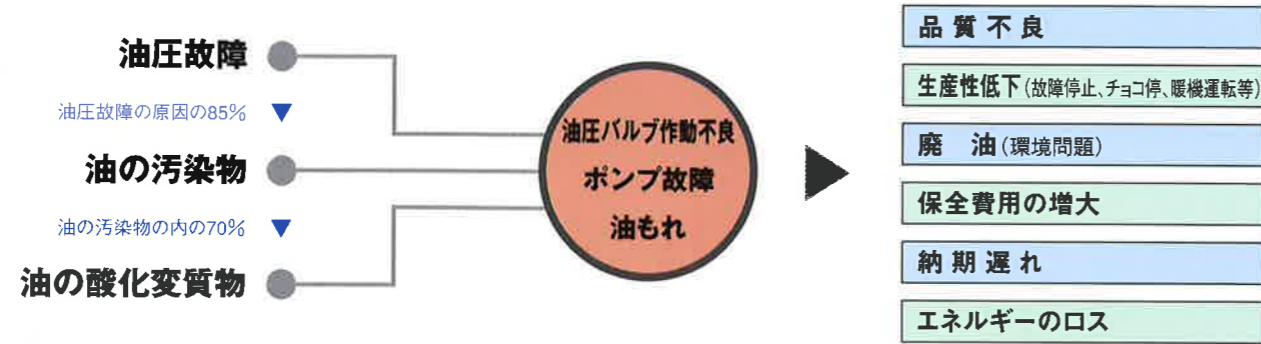 油圧故障
油圧故障の原因の85%
油の汚染物
油の汚染物の内の70%
油の酸化変質物
油圧バルブ作動不良
ポンプ故障
油もれ
品質不良
生産性低下(故障停止、チョコ停、暖機運転等)
廃 油(環境問題)
保全費用の増大
納期遅れ
エネルギーのロス